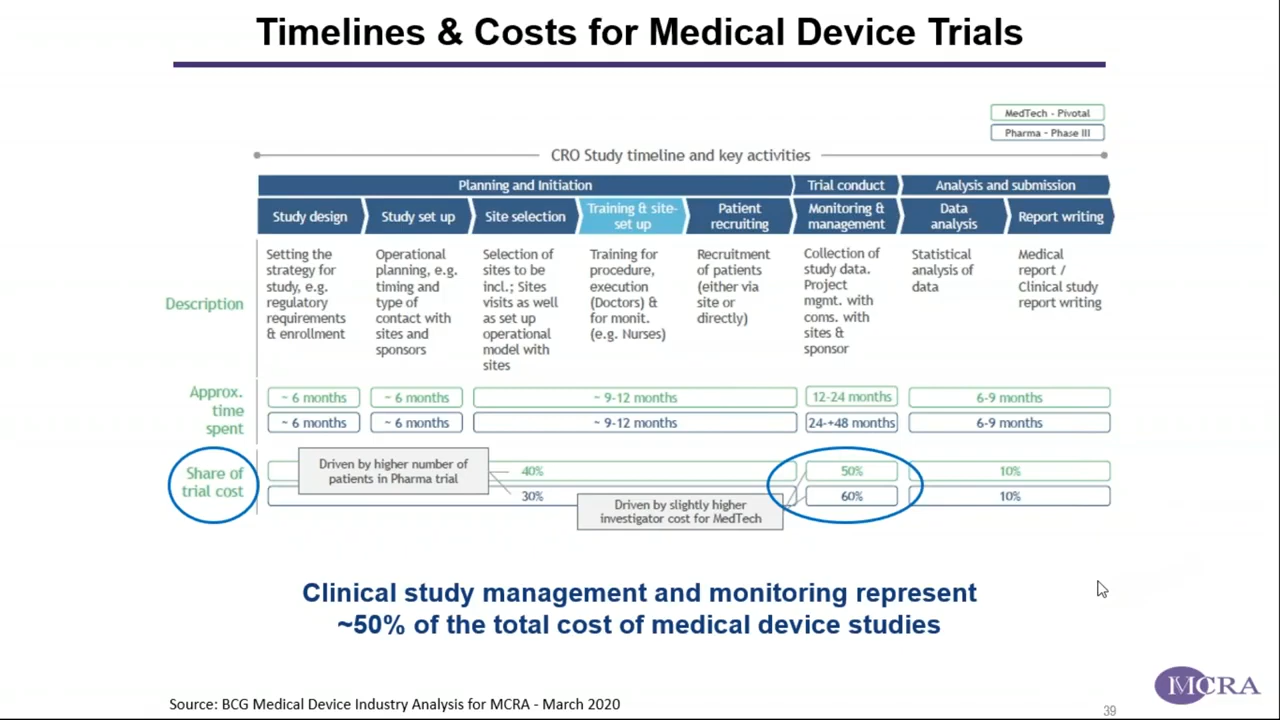 Timelines & Costs for Medical Device Trials
MedTech - Pivotal
Pharma - Phase III
CRO Study timeline and key activities
Planning and Initiation
Trial conduct
Analysis and submission
Study design
Study set up
Site selection
Training & site-
set up
Patient
recruiting
Monitoring &
management
Data
analysis
Report writing
Description
Setting the
strategy for
study, e.g.
regulatory
requirements
& enrollment
Operational
planning, e.g.
timing and
type of
contact with
sites and
sponsors
Selection of
sites to be
incl.; Sites
visits as well
as set up
operational
model with
sites
Training for
procedure,
execution
(Doctors) &
for monit.
(e.g. Nurses)
Recruitment
of patients
(either via
site or
directly)
Collection of
study data.
Project
mgmt. with
coms. with
sites &
sponsor
Statistical
analysis of
data
Medical
report /
Clinical study
report writing
Approx.
time
spent
~ 6 months
~ 6 months
~ 9-12 months
12-24 months
6-9 months
~ 6 months
~ 6 months
~ 9-12 months
24-+48 months
6-9 months
Share of
trial cost
Driven by higher number of
patients in Pharma trial
40%
50%
10%
30%
60%
10%
Driven by slightly higher
investigator cost for MedTech
Clinical study management and monitoring represent
~50% of the total cost of medical device studies
Source: BCG Medical Device Industry Analysis for MCRA - March 2020
MCRA
39